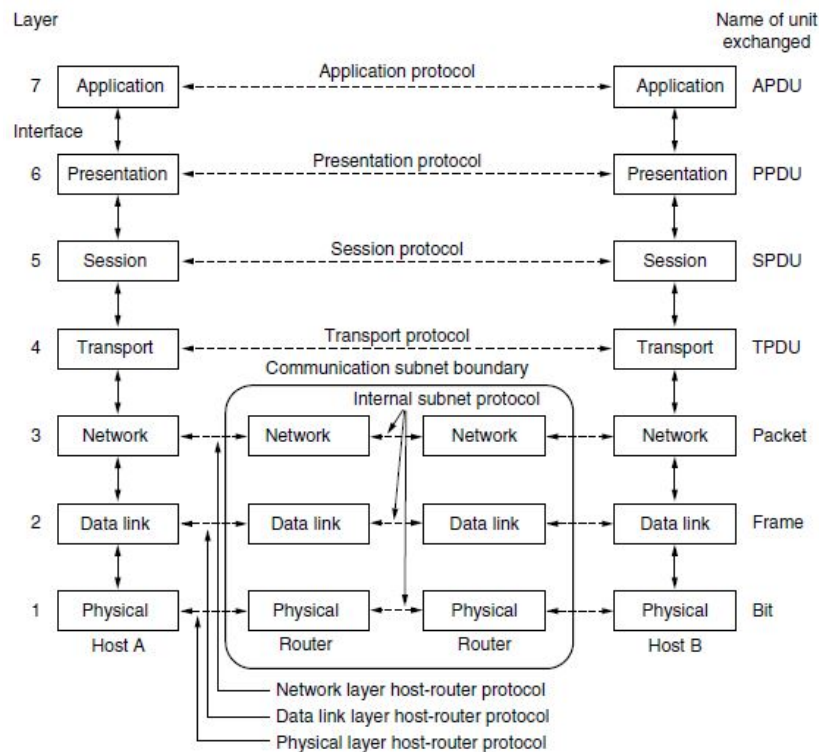 Layer
Name of unit
exchanged
7
Application
Application protocol
Application
APDU
Interface
6
Presentation
Presentation protocol
Presentation
PPDU
5
Session
Session protocol
Session
SPDU
4
Transport
Transport protocol
Transport
TPDU
Communication subnet boundary
Internal subnet protocol
3
Network
Network
Network
Network
Packet
2
Data link
Data link
Data link
Data link
Frame
1
Physical
Physical
Physical
Physical
Bit
Host A
Router
Router
Host B
Network layer host-router protocol
Data link layer host-router protocol
Physical layer host-router protocol